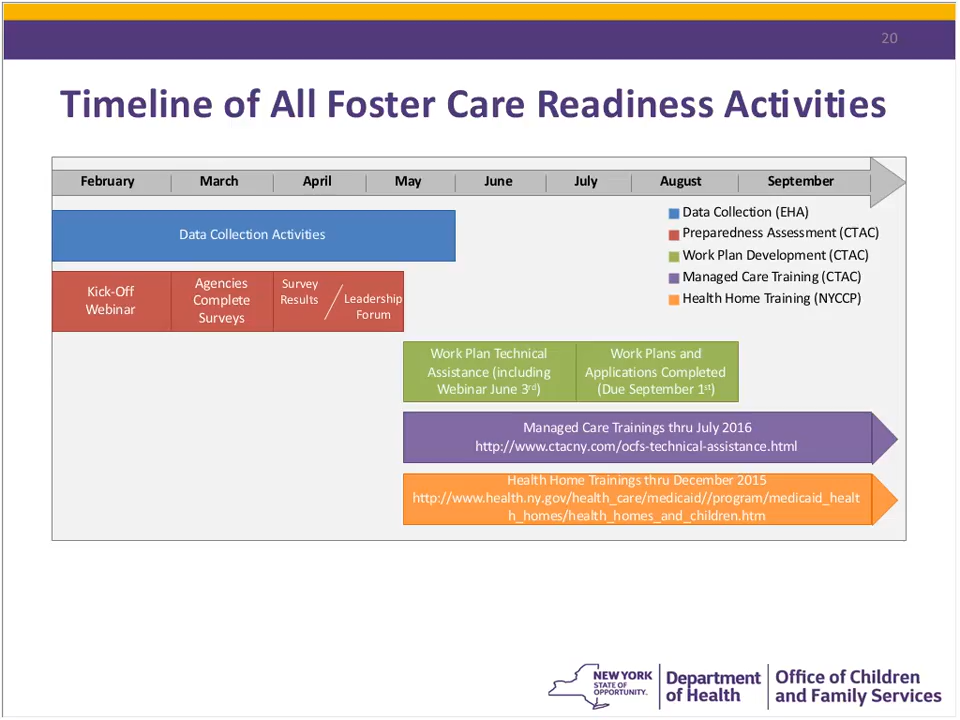 20
Timeline of All Foster Care Readiness Activities
February March April May June July August September
Data Collection (EHA)
Preparedness Assessment (CTAC)
Work Plan Development (CTAC)
Managed Care Training (CTAC)
Health Home Training (NYCCP)
Data Collection Activities
Kick-Off
Webinar
Agencies
Complete
Surveys
Survey
Results
Leadership
Forum
Work Plan Technical
Assistance (including
Webinar June 3rd)
Work Plans and
Applications Completed
(Due September 1st)
Managed Care Trainings thru July 2016
http://www.ctacny.com/ocfs-technical-assistance.html
Health Home Trainings thru December 2015
http://www.health.ny.gov/health_care/medicaid//program/medicaid_healt
h_homes/health_homes_and_children.htm
NEW YORK
STATE OF
OPPORTUNITY.
Department
of Health
Office of Children
and Family Services